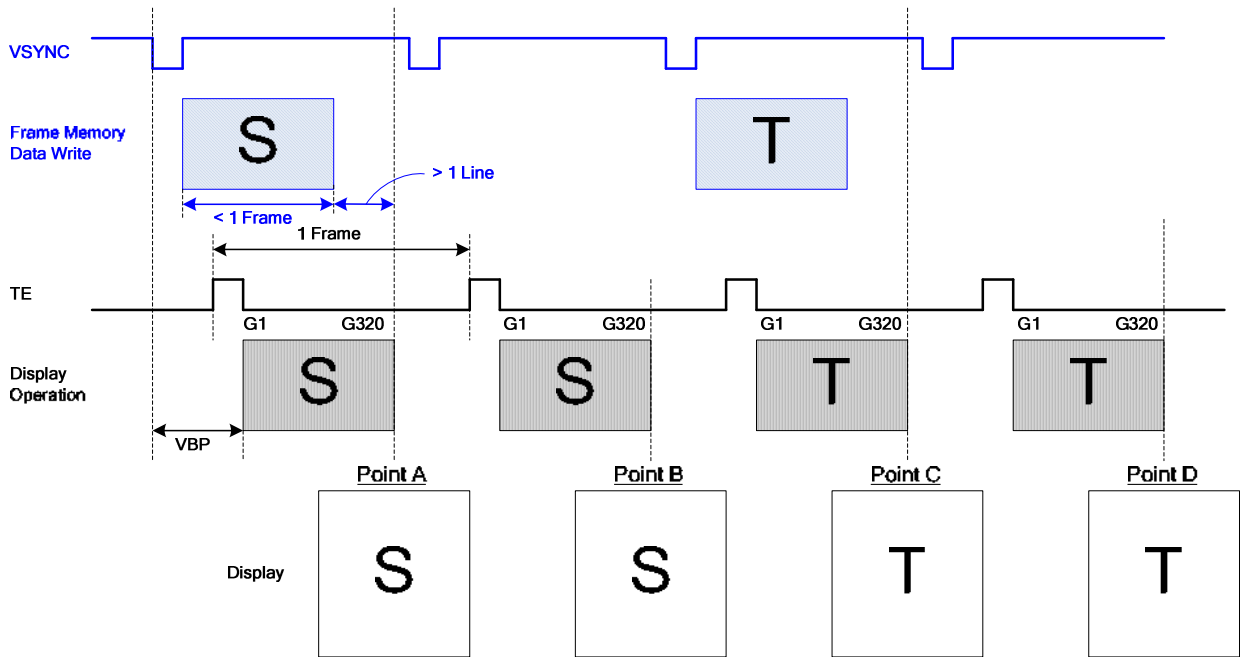 VSYNC
Frame Memory
Data Write
S
T
> 1 Line
< 1 Frame
1 Frame
TE
G1 G320 G1 G320 G1 G320 G1 G320
Display
Operation
S S T T
VBP
Point A Point B Point C Point D
Display
S S T T